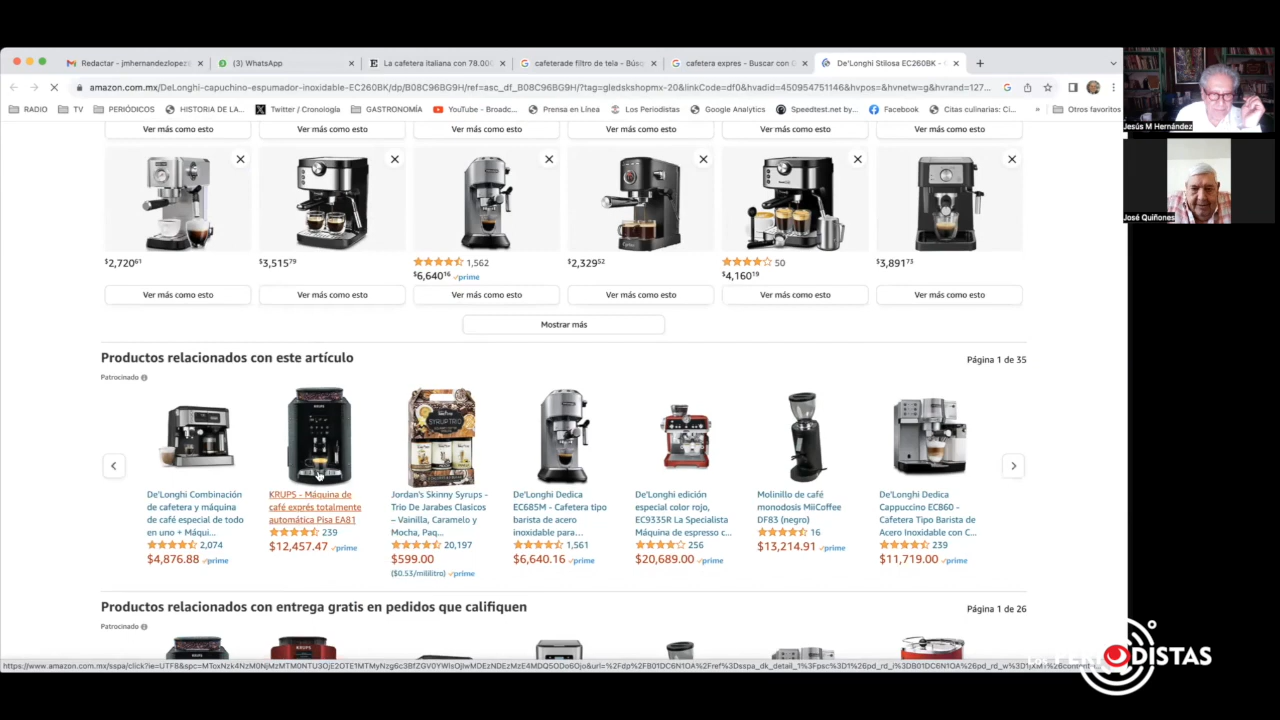 Redactar - jmhernandezlopez
(3) WhatsApp
La cafetera italiana con 78.00
cafeterade filtro de tela - Búsq
cafetera expres - Buscar con
De'Longhi Stilosa EC260BK -
amazon.com.mx/DeLonghi-capuchino-espumador-inoxidable-EC260BK/dp/B08C96BG9H/ref=asc_df_B08C96BG9H/?tag=gledskshopmx-20&linkCode=df0&hvadid=450954751146&hvpos=&hvnetw=g&hvrand=127...
RADIO
TV
PERIÓDICOS
HISTORIA DE LA...
Twitter / Cronología
GASTRONOMÍA
YouTube - Broadc...
Prensa en Línea
Los Periodistas
Google Analytics
Speedtest.net by...
Facebook
Citas culinarias: Ci...
»
Otros favoritos
Jesús M Hernández
José Quiñones
Ver más como esto
Ver más como esto
Ver más como esto
Ver más como esto
Ver más como esto
Ver más como esto
$2,720.61
$3,515.79
1,562
$6,640.16 prime
$2,329.52
50
$4,160.19
$3,891.73
Ver más como esto
Ver más como esto
Ver más como esto
Ver más como esto
Ver más como esto
Ver más como esto
Mostrar más
Productos relacionados con este artículo
Página 1 de 35
Patrocinado
KRUPS
SYRUP TRIO
De'Longhi Combinación
de cafetera y máquina
de café especial de todo
en uno + Máqui...
2,074
$4,876.88 prime
KRUPS - Máquina de
café exprés totalmente
automática Pisa EA81
239
$12,457.47 prime
Jordan's Skinny Syrups -
Trio De Jarabes Clasicos
– Vainilla, Caramelo y
Mocha, Paq...
20,197
$599.00
($0.53/mililitro) prime
De'Longhi Dedica
EC685M - Cafetera tipo
barista de acero
inoxidable para...
1,561
$6,640.16 prime
De'Longhi edición
especial color rojo,
EC9335R La Specialista
Máquina de espresso c...
256
$20,689.00 prime
Molinillo de café
monodosis MiiCoffee
DF83 (negro)
16
$13,214.91 prime
De'Longhi Dedica
Cappuccino EC860 -
Cafetera Tipo Barista de
Acero Inoxidable con C...
239
$11,719.00 prime
Productos relacionados con entrega gratis en pedidos que califiquen
Página 1 de 26
Patrocinado
PERIODISTAS